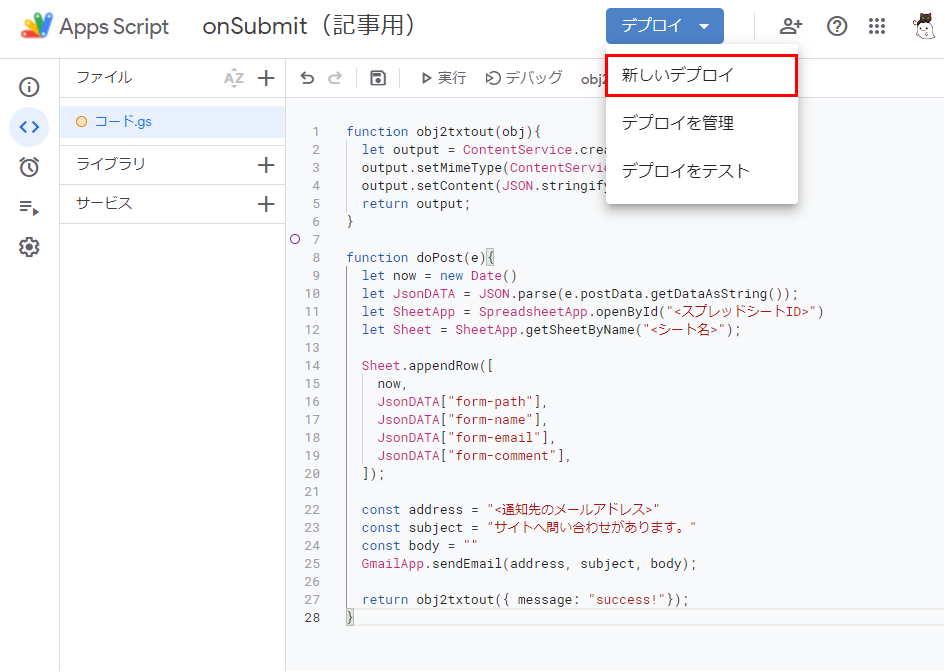 Apps Script onSubmit（記事用） デプロイ
ファイル AZ 実行 デバッグ obj2
新しいデプロイ
デプロイを管理
デプロイをテスト
コード.gs
ライブラリ
サービス
1 function obj2txtout(obj){
2 let output = ContentService.crea
3 output.setMimeType(ContentServic
4 output.setContent(JSON.stringify
5 return output;
6 }
7
8 function doPost(e){
9 let now = new Date()
10 let JsonDATA = JSON.parse(e.postData.getDataAsString());
11 let SheetApp = SpreadsheetApp.openById("<スプレッドシートID>")
12 let Sheet = SheetApp.getSheetByName("<シート名>");
13
14 Sheet.appendRow([
15 now,
16 JsonDATA["form-path"],
17 JsonDATA["form-name"],
18 JsonDATA["form-email"],
19 JsonDATA["form-comment"],
20 ]);
21
22 const address = "<通知先のメールアドレス>"
23 const subject = "サイトへ問い合わせがあります。"
24 const body = ""
25 GmailApp.sendEmail(address, subject, body);
26
27 return obj2txtout({ message: "success!"});
28 }